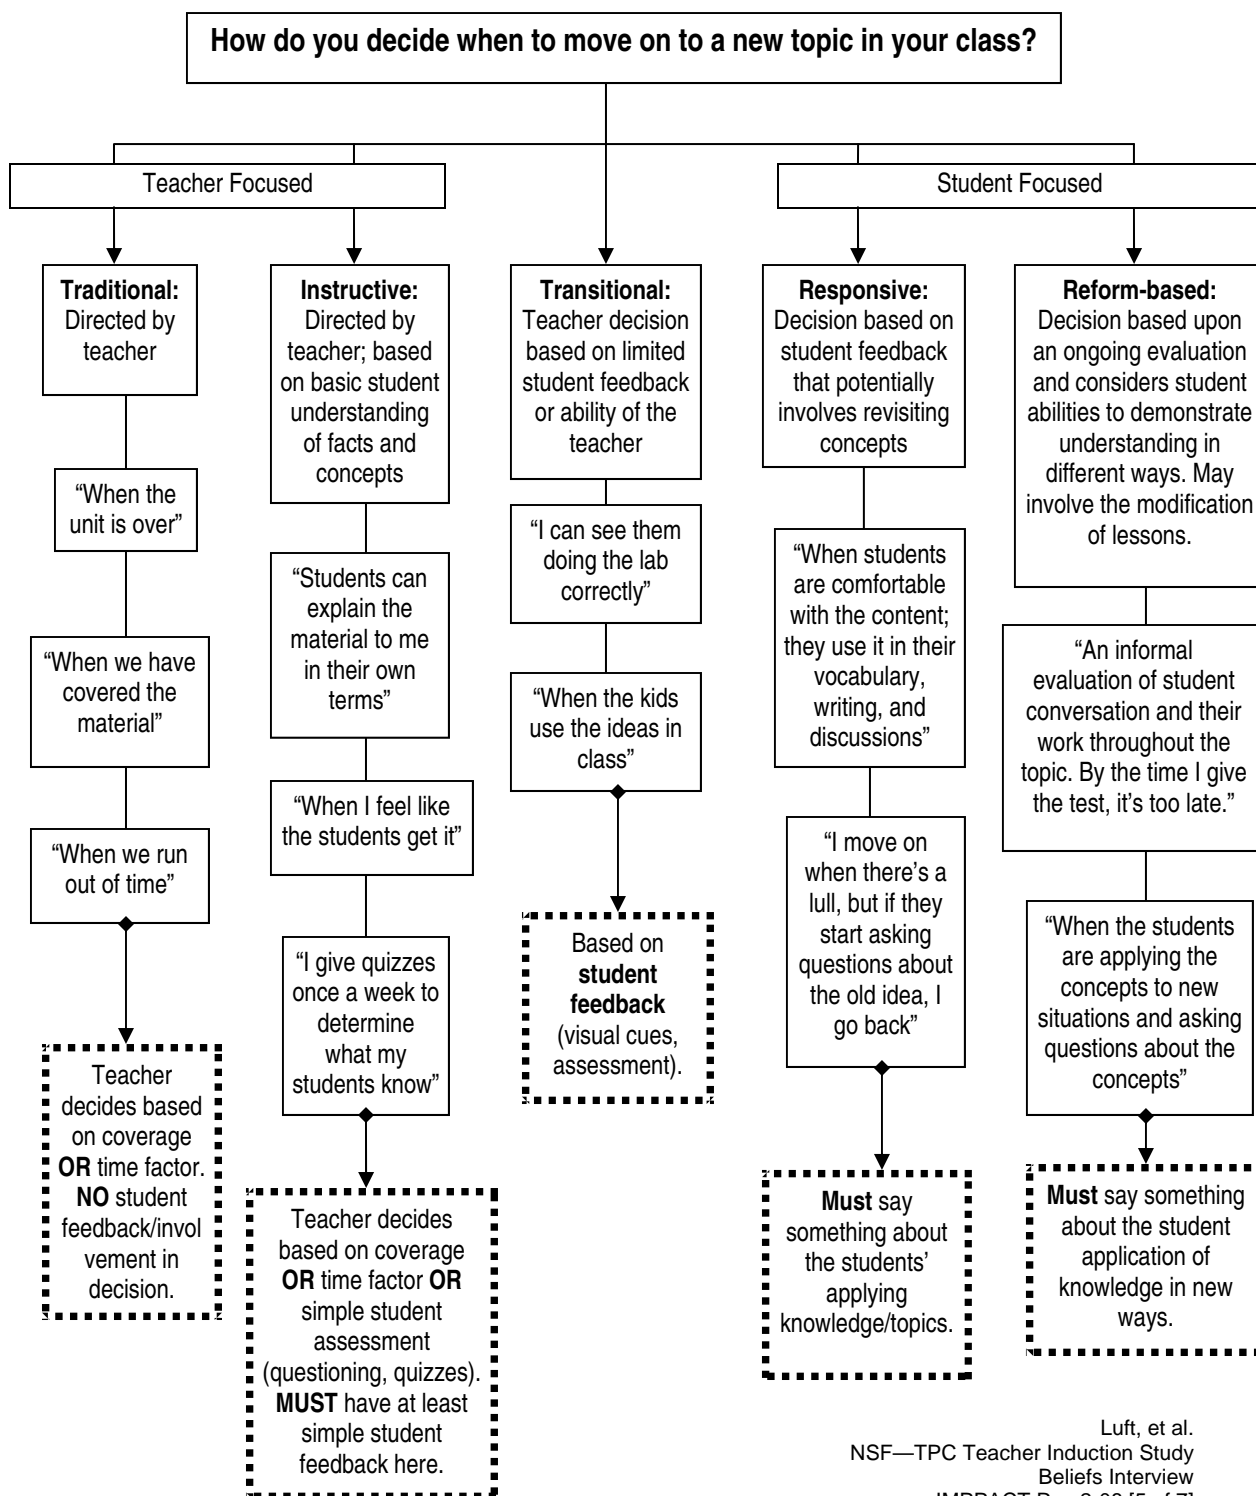 How do you decide when to move on to a new topic in your class?
Teacher Focused
Student Focused
Traditional:
Directed by
teacher
“When the
unit is over”
“When we have
covered the
material”
“When we run
out of time”
Teacher
decides based
on coverage
OR time factor.
NO student
feedback/invol
vement in
decision.
Instructive:
Directed by
teacher; based
on basic student
understanding
of facts and
concepts
“Students can
explain the
material to me
in their own
terms”
“When I feel like
the students get it”
“I give quizzes
once a week to
determine
what my
students know”
Teacher decides
based on coverage
OR time factor OR
simple student
assessment
(questioning, quizzes).
MUST have at least
simple student
feedback here.
Transitional:
Teacher decision
based on limited
student feedback
or ability of the
teacher
“I can see them
doing the lab
correctly”
“When the kids
use the ideas in
class”
Based on
student
feedback
(visual cues,
assessment).
Responsive:
Decision based on
student feedback
that potentially
involves revisiting
concepts
“When students
are comfortable
with the content;
they use it in their
vocabulary,
writing, and
discussions”
“I move on
when there’s a
lull, but if they
start asking
questions about
the old idea, I
go back”
Must say
something about
the students’
applying
knowledge/topics.
Reform-based:
Decision based upon
an ongoing evaluation
and considers student
abilities to demonstrate
understanding in
different ways. May
involve the modification
of lessons.
“An informal
evaluation of student
conversation and their
work throughout the
topic. By the time I give
the test, it’s too late.”
“When the students
are applying the
concepts to new
situations and asking
questions about the
concepts”
Must say something
about the student
application of
knowledge in new
ways.
Luft, et al.
NSF—TPC Teacher Induction Study
Beliefs Interview